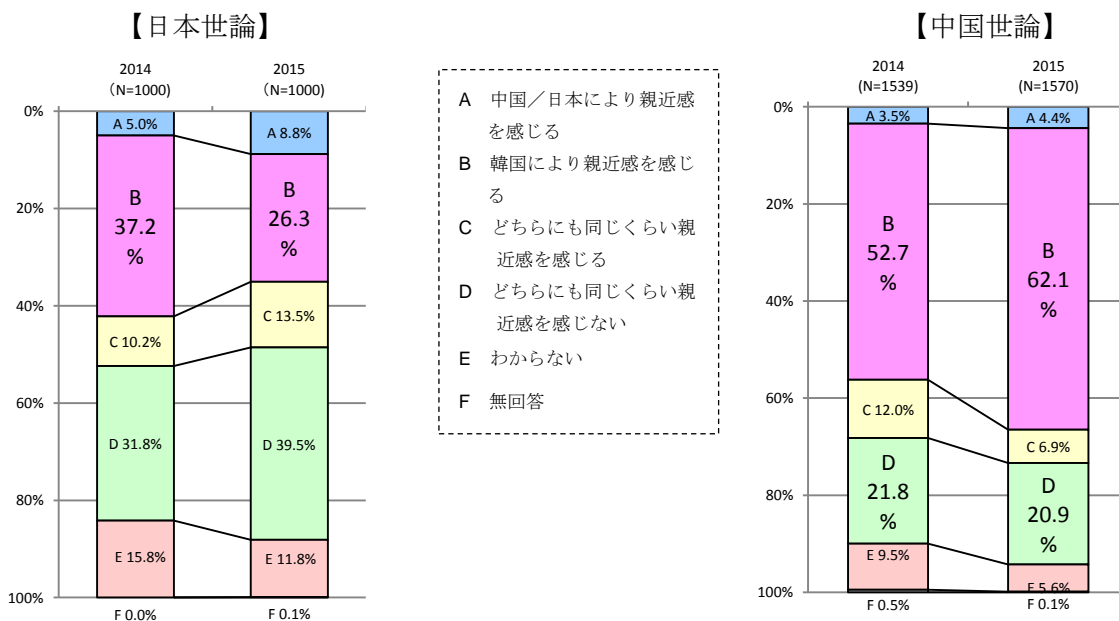 【日本世論】
2014
（N=1000）
2015
（N=1000）
0%
20%
40%
60%
80%
100%
A 5.0%
B
37.2
%
C 10.2%
D 31.8%
E 15.8%
F 0.0%
A 8.8%
B
26.3
%
C 13.5%
D 39.5%
E 11.8%
F 0.1%
A 中国／日本により親近感
を感じる
B 韓国により親近感を感じ
る
C どちらにも同じくらい親
近感を感じる
D どちらにも同じくらい親
近感を感じない
E わからない
F 無回答
【中国世論】
2014
(N=1539)
2015
(N=1570)
0%
20%
40%
60%
80%
100%
A 3.5%
B
52.7
%
C 12.0%
D
21.8
%
E 9.5%
F 0.5%
A 4.4%
B
62.1
%
C 6.9%
D
20.9
%
E 5.6%
F 0.1%